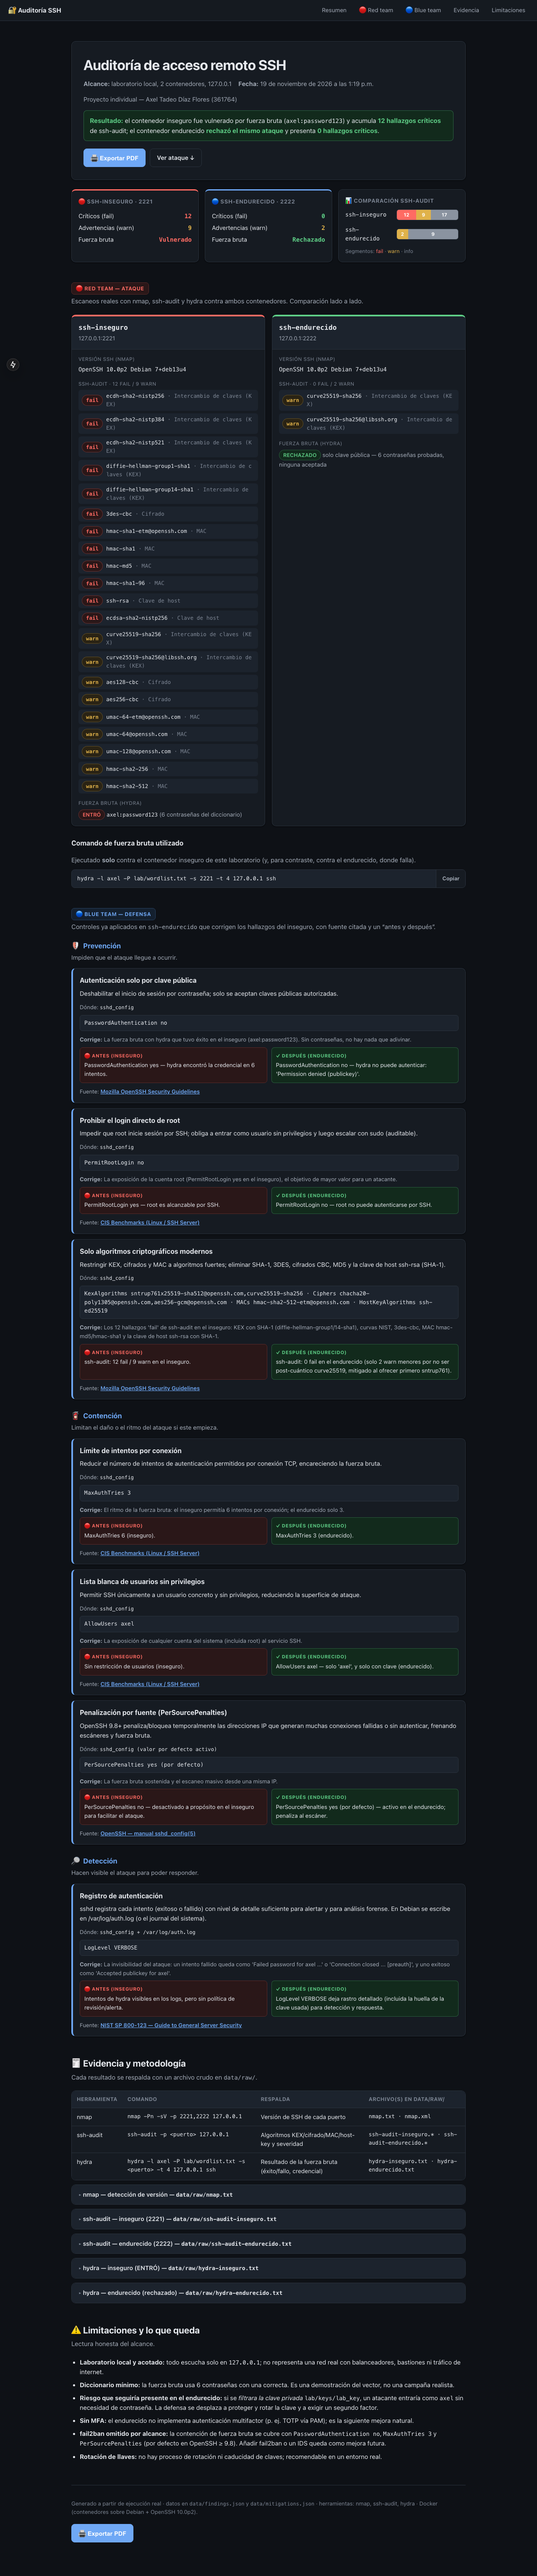 🔐 Auditoría SSH
Resumen
🔴 Red team
🔵 Blue team
Evidencia
Limitaciones
Auditoría de acceso remoto SSH
Alcance: laboratorio local, 2 contenedores, 127.0.0.1 Fecha: 19 de noviembre de 2026 a las 1:19 p.m.
Proyecto individual — Axel Tadeo Díaz Flores (361764)
Resultado: el contenedor inseguro fue vulnerado por fuerza bruta (axel:password123) y acumula 12 hallazgos críticos
de ssh-audit; el contenedor endurecido rechazó el mismo ataque y presenta 0 hallazgos críticos.
🖨 Exportar PDF
Ver ataque ↓
🔴 SSH-INSEGURO · 2221
Críticos (fail) 12
Advertencias (warn) 9
Fuerza bruta Vulnerado
🔵 SSH-ENDURECIDO · 2222
Críticos (fail) 0
Advertencias (warn) 2
Fuerza bruta Rechazado
📊 COMPARACIÓN SSH-AUDIT
ssh-inseguro 12 9 17
ssh-
endurecido
2 8
Segmentos: fail · warn · info
🔴 RED TEAM — ATAQUE
Escaneos reales con nmap, ssh-audit y hydra contra ambos contenedores. Comparación lado a lado.
ssh-inseguro
127.0.0.1:2221
VERSIÓN SSH (NMAP)
OpenSSH 10.0p2 Debian 7+deb13u4
SSH-AUDIT · 12 FAIL / 9 WARN
fail ecdh-sha2-nistp256 · Intercambio de claves (K
EX)
fail ecdh-sha2-nistp384 · Intercambio de claves (K
EX)
fail ecdh-sha2-nistp521 · Intercambio de claves (K
EX)
fail diffie-hellman-group1-sha1 · Intercambio de c
laves (KEX)
fail diffie-hellman-group14-sha1 · Intercambio de
claves (KEX)
fail 3des-cbc · Cifrado
fail hmac-sha1-etm@openssh.com · MAC
fail hmac-sha1 · MAC
fail hmac-md5 · MAC
fail hmac-sha1-96 · MAC
fail ssh-rsa · Clave de host
fail ecdsa-sha2-nistp256 · Clave de host
warn curve25519-sha256 · Intercambio de claves (KE
X)
warn curve25519-sha256@libssh.org · Intercambio de
claves (KEX)
warn aes128-cbc · Cifrado
warn aes256-cbc · Cifrado
warn umac-64-etm@openssh.com · MAC
warn umac-64@openssh.com · MAC
warn umac-128@openssh.com · MAC
warn hmac-sha2-256 · MAC
warn hmac-sha2-512 · MAC
FUERZA BRUTA (HYDRA)
ENTRÓ axel:password123 (6 contraseñas del diccionario)
ssh-endurecido
127.0.0.1:2222
VERSIÓN SSH (NMAP)
OpenSSH 10.0p2 Debian 7+deb13u4
SSH-AUDIT · 0 FAIL / 2 WARN
warn curve25519-sha256 · Intercambio de claves (KE
X)
warn curve25519-sha256@libssh.org · Intercambio de
claves (KEX)
FUERZA BRUTA (HYDRA)
RECHAZADO solo clave pública — 6 contraseñas probadas,
ninguna aceptada
Comando de fuerza bruta utilizado
Ejecutado solo contra el contenedor inseguro de este laboratorio (y, para contraste, contra el endurecido, donde falla).
hydra -l axel -P lab/wordlist.txt -s 2221 -t 4 127.0.0.1 ssh
Copiar
🔵 BLUE TEAM — DEFENSA
Controles ya aplicados en ssh-endurecido que corrigen los hallazgos del inseguro, con fuente citada y un "antes y después".
🛡 Prevención
Impiden que el ataque llegue a ocurrir.
Autenticación solo por clave pública
Deshabilitar el inicio de sesión por contraseña; solo se aceptan claves públicas autorizadas.
Dónde: sshd_config
PasswordAuthentication no
Corrige: La fuerza bruta con hydra que tuvo éxito en el inseguro (axel:password123). Sin contraseñas, no hay nada que adivinar.
🔴 ANTES (INSEGURO)
PasswordAuthentication yes — hydra encontró la credencial en 6
intentos.
✓ DESPUÉS (ENDURECIDO)
PasswordAuthentication no — hydra no puede autenticar:
'Permission denied (publickey)'.
Fuente: Mozilla OpenSSH Security Guidelines
Prohibir el login directo de root
Impedir que root inicie sesión por SSH; obliga a entrar como usuario sin privilegios y luego escalar con sudo (auditable).
Dónde: sshd_config
PermitRootLogin no
Corrige: La exposición de la cuenta root (PermitRootLogin yes en el inseguro), el objetivo de mayor valor para un atacante.
🔴 ANTES (INSEGURO)
PermitRootLogin yes — root es alcanzable por SSH.
✓ DESPUÉS (ENDURECIDO)
PermitRootLogin no — root no puede autenticarse por SSH.
Fuente: CIS Benchmarks (Linux / SSH Server)
Solo algoritmos criptográficos modernos
Restringir KEX, cifrados y MAC a algoritmos fuertes; eliminar SHA-1, 3DES, cifrados CBC, MD5 y la clave de host ssh-rsa (SHA-1).
Dónde: sshd_config
KexAlgorithms sntrup761x25519-sha512@openssh.com,curve25519-sha256 · Ciphers chacha20-
poly1305@openssh.com,aes256-gcm@openssh.com · MACs hmac-sha2-512-etm@openssh.com · HostKeyAlgorithms ssh-
ed25519
Corrige: Los 12 hallazgos 'fail' de ssh-audit en el inseguro: KEX con SHA-1 (diffie-hellman-group1/14-sha1), curvas NIST, 3des-cbc, MAC hmac-
md5/hmac-sha1 y la clave de host ssh-rsa con SHA-1.
🔴 ANTES (INSEGURO)
ssh-audit: 12 fail / 9 warn en el inseguro.
✓ DESPUÉS (ENDURECIDO)
ssh-audit: 0 fail en el endurecido (solo 2 warn menores por no ser
post-cuántico curve25519, mitigado al ofrecer primero sntrup761).
Fuente: Mozilla OpenSSH Security Guidelines
🧯 Contención
Limitan el daño o el ritmo del ataque si este empieza.
Límite de intentos por conexión
Reducir el número de intentos de autenticación permitidos por conexión TCP, encareciendo la fuerza bruta.
Dónde: sshd_config
MaxAuthTries 3
Corrige: El ritmo de la fuerza bruta: el inseguro permitía 6 intentos por conexión; el endurecido solo 3.
🔴 ANTES (INSEGURO)
MaxAuthTries 6 (inseguro).
✓ DESPUÉS (ENDURECIDO)
MaxAuthTries 3 (endurecido).
Fuente: CIS Benchmarks (Linux / SSH Server)
Lista blanca de usuarios sin privilegios
Permitir SSH únicamente a un usuario concreto y sin privilegios, reduciendo la superficie de ataque.
Dónde: sshd_config
AllowUsers axel
Corrige: La exposición de cualquier cuenta del sistema (incluida root) al servicio SSH.
🔴 ANTES (INSEGURO)
Sin restricción de usuarios (inseguro).
✓ DESPUÉS (ENDURECIDO)
AllowUsers axel — solo 'axel', y solo con clave (endurecido).
Fuente: CIS Benchmarks (Linux / SSH Server)
Penalización por fuente (PerSourcePenalties)
OpenSSH 9.8+ penaliza/bloquea temporalmente las direcciones IP que generan muchas conexiones fallidas o sin autenticar, frenando
escáneres y fuerza bruta.
Dónde: sshd_config (valor por defecto activo)
PerSourcePenalties yes (por defecto)
Corrige: La fuerza bruta sostenida y el escaneo masivo desde una misma IP.
🔴 ANTES (INSEGURO)
PerSourcePenalties no — desactivado a propósito en el inseguro
para facilitar el ataque.
✓ DESPUÉS (ENDURECIDO)
PerSourcePenalties yes (por defecto) — activo en el endurecido;
penaliza al escáner.
Fuente: OpenSSH — manual sshd_config(5)
🔎 Detección
Hacen visible el ataque para poder responder.
Registro de autenticación
sshd registra cada intento (exitoso o fallido) con nivel de detalle suficiente para alertar y para análisis forense. En Debian se escribe
en /var/log/auth.log (o el journal del sistema).
Dónde: sshd_config + /var/log/auth.log
LogLevel VERBOSE
Corrige: La invisibilidad del ataque: un intento fallido queda como 'Failed password for axel ...' o 'Connection closed ... [preauth]', y uno exitoso
como 'Accepted publickey for axel'.
🔴 ANTES (INSEGURO)
Intentos de hydra visibles en los logs, pero sin política de
revisión/alerta.
✓ DESPUÉS (ENDURECIDO)
LogLevel VERBOSE deja rastro detallado (incluida la huella de la
clave usada) para detección y respuesta.
Fuente: NIST SP 800-123 — Guide to General Server Security
🧾 Evidencia y metodología
Cada resultado se respalda con un archivo crudo en data/raw/.
HERRAMIENTA COMANDO RESPALDA ARCHIVO(S) EN DATA/RAW/
nmap
nmap -Pn -sV -p 2221,2222 127.0.0.1
Versión de SSH de cada puerto
nmap.txt · nmap.xml
ssh-audit
ssh-audit -p <puerto> 127.0.0.1
Algoritmos KEX/cifrado/MAC/host-
key y severidad
ssh-audit-inseguro.* · ssh-
audit-endurecido.*
hydra
hydra -l axel -P lab/wordlist.txt -s
<puerto> -t 4 127.0.0.1 ssh
Resultado de la fuerza bruta
(éxito/fallo, credencial)
hydra-inseguro.txt · hydra-
endurecido.txt
nmap — detección de versión — data/raw/nmap.txt
ssh-audit — inseguro (2221) — data/raw/ssh-audit-inseguro.txt
ssh-audit — endurecido (2222) — data/raw/ssh-audit-endurecido.txt
hydra — inseguro (ENTRÓ) — data/raw/hydra-inseguro.txt
hydra — endurecido (rechazado) — data/raw/hydra-endurecido.txt
⚠️ Limitaciones y lo que queda
Lectura honesta del alcance.
• Laboratorio local y acotado: todo escucha solo en 127.0.0.1; no representa una red real con balanceadores, bastiones ni tráfico de
internet.
• Diccionario mínimo: la fuerza bruta usa 6 contraseñas con una correcta. Es una demostración del vector, no una campaña realista.
• Riesgo que seguiría presente en el endurecido: si se filtrara la clave privada lab/keys/lab_key, un atacante entraría como axel sin
necesidad de contraseña. La defensa se desplaza a proteger y rotar la clave y a exigir un segundo factor.
• Sin MFA: el endurecido no implementa autenticación multifactor (p. ej. TOTP vía PAM); es la siguiente mejora natural.
• fail2ban omitido por alcance: la contención de fuerza bruta se cubre con PasswordAuthentication no, MaxAuthTries 3 y
PerSourcePenalties (por defecto en OpenSSH ≥ 9.8). Añadir fail2ban o un IDS queda como mejora futura.
• Rotación de llaves: no hay proceso de rotación ni caducidad de claves; recomendable en un entorno real.
Generado a partir de ejecución real · datos en data/findings.json y data/mitigations.json · herramientas: nmap, ssh-audit, hydra · Docker
(contenedores sobre Debian + OpenSSH 10.0p2).
🖨 Exportar PDF